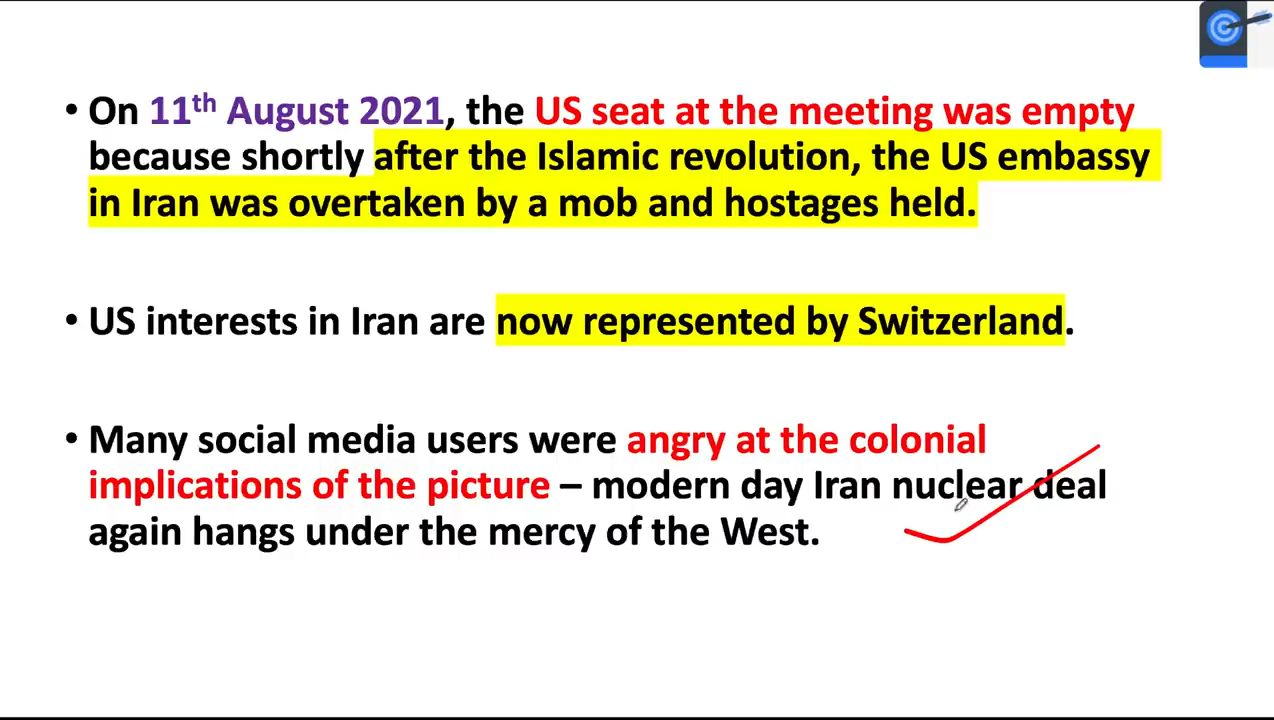 • On 11th August 2021, the US seat at the meeting was empty
because shortly after the Islamic revolution, the US embassy
in Iran was overtaken by a mob and hostages held.
• US interests in Iran are now represented by Switzerland.
• Many social media users were angry at the colonial
implications of the picture – modern day Iran nuclear deal
again hangs under the mercy of the West.